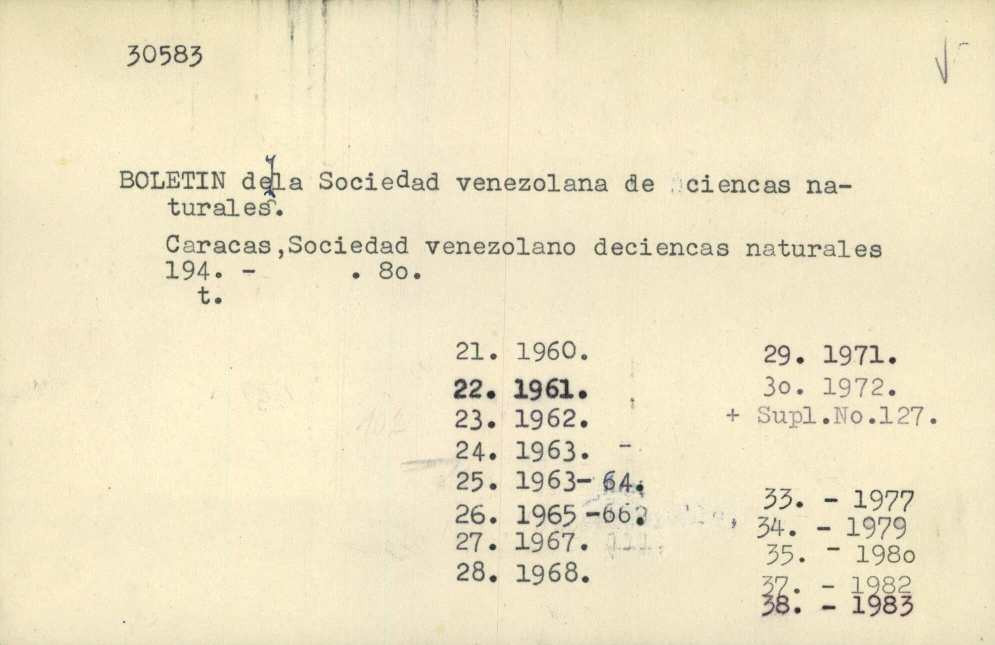 30583
BOLETIN de la Sociedad venezolana de ciencas na-
turales.
Caracas,Sociedad venezolano deciencas naturales
194. - . 8o.
t.
21. 1960.
22. 1961.
23. 1962.
24. 1963. -
25. 1963-64.
26. 1965-66.
27. 1967.
28. 1968.
29. 1971.
3o. 1972.
+ Supl.No.127.
33. - 1977
34. - 1979
35. - 198o
37. - 1982
38. - 1983